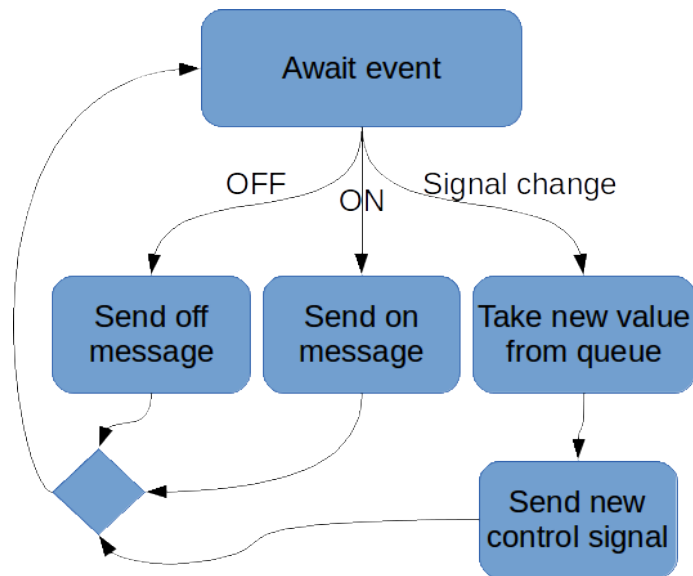 Await event
OFF
ON
Signal change
Send off
message
Send on
message
Take new value
from queue
Send new
control signal